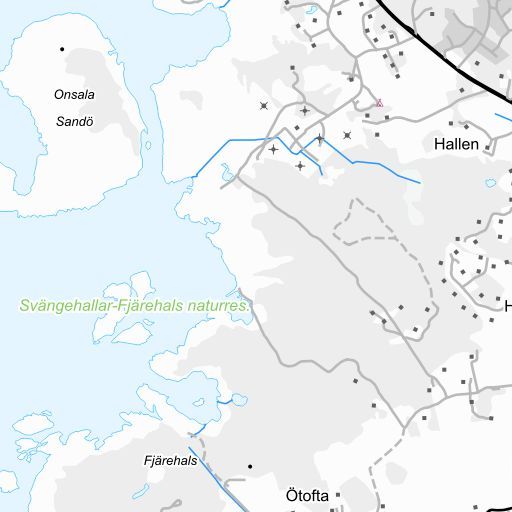 Onsala
Sandö
Hallen
Svängehallar-Fjärehals naturres.
H
Fjärehals
Ötofta